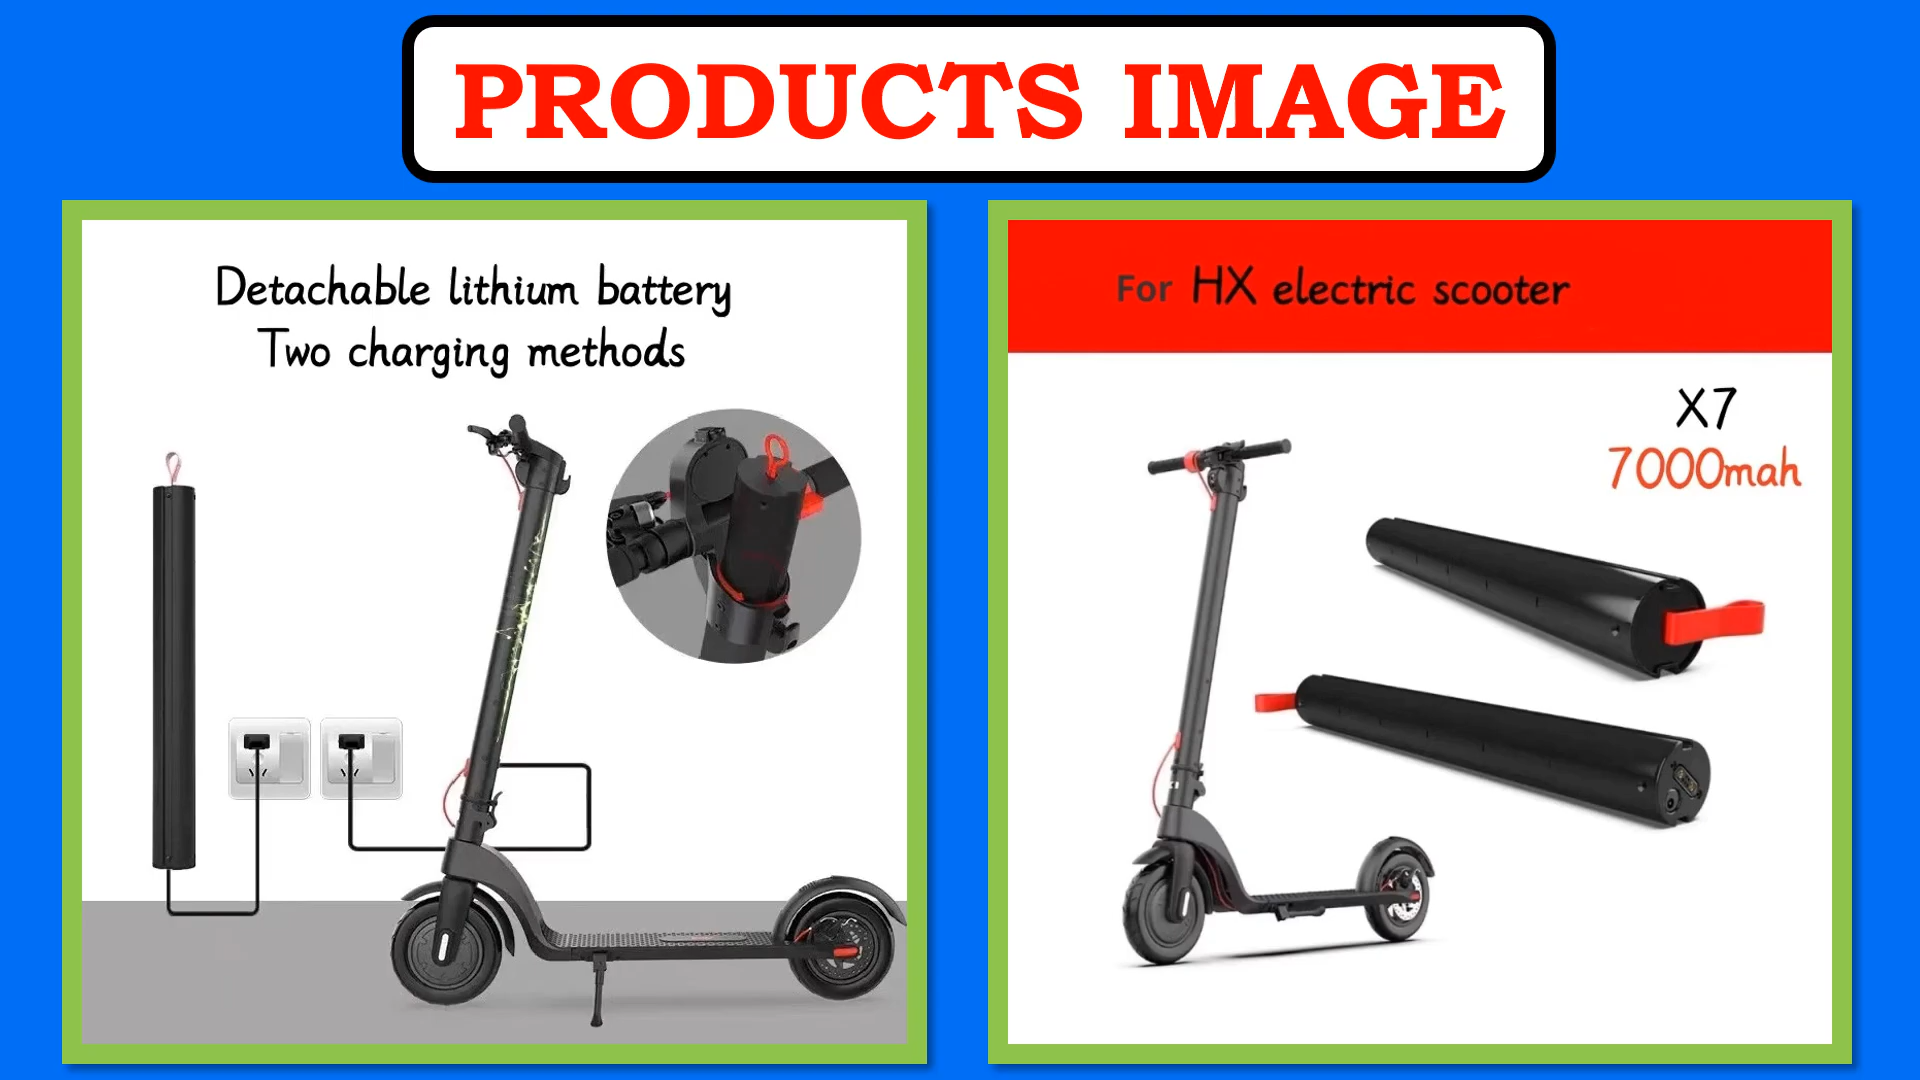 PRODUCTS IMAGE
Detachable lithium battery
Two charging methods
For HX electric scooter
X7
7000mah